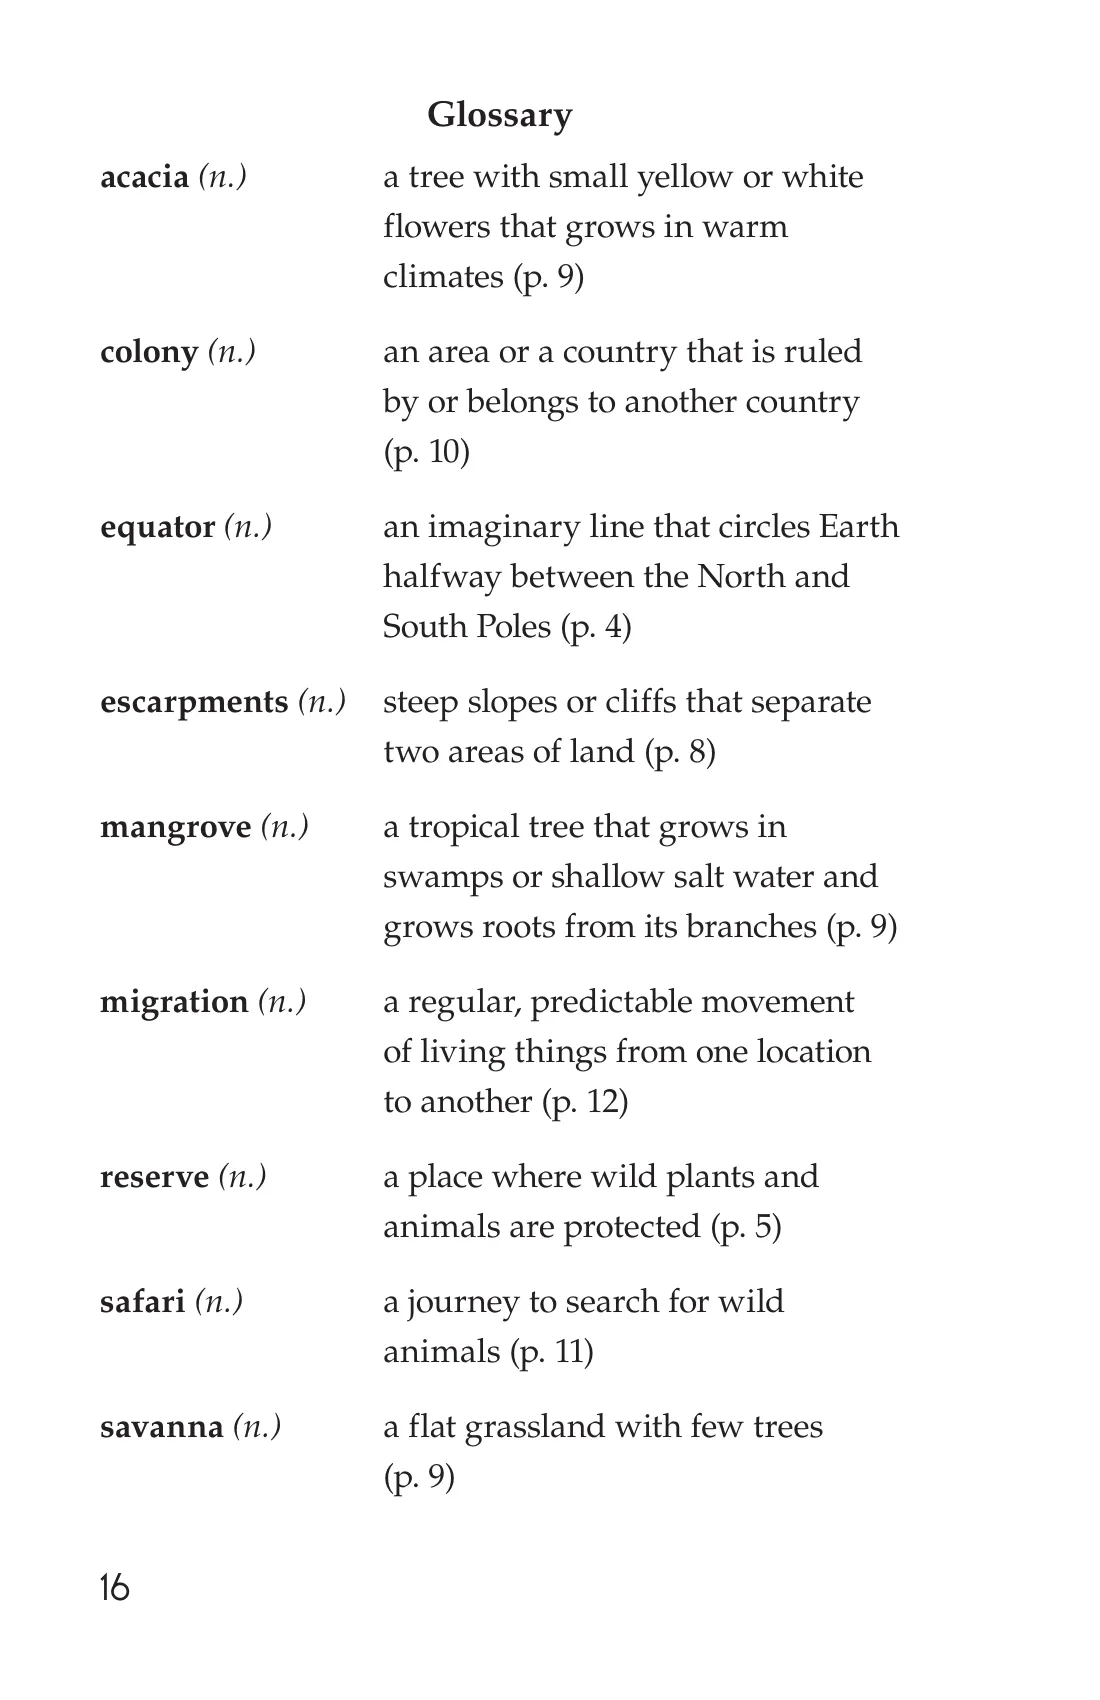 Glossary
acacia (n.) a tree with small yellow or white
flowers that grows in warm
climates (p. 9)
colony (n.) an area or a country that is ruled
by or belongs to another country
(p. 10)
equator (n.) an imaginary line that circles Earth
halfway between the North and
South Poles (p. 4)
escarpments (n.) steep slopes or cliffs that separate
two areas of land (p. 8)
mangrove (n.) a tropical tree that grows in
swamps or shallow salt water and
grows roots from its branches (p. 9)
migration (n.) a regular, predictable movement
of living things from one location
to another (p. 12)
reserve (n.) a place where wild plants and
animals are protected (p. 5)
safari (n.) a journey to search for wild
animals (p. 11)
savanna (n.) a flat grassland with few trees
(p. 9)
16